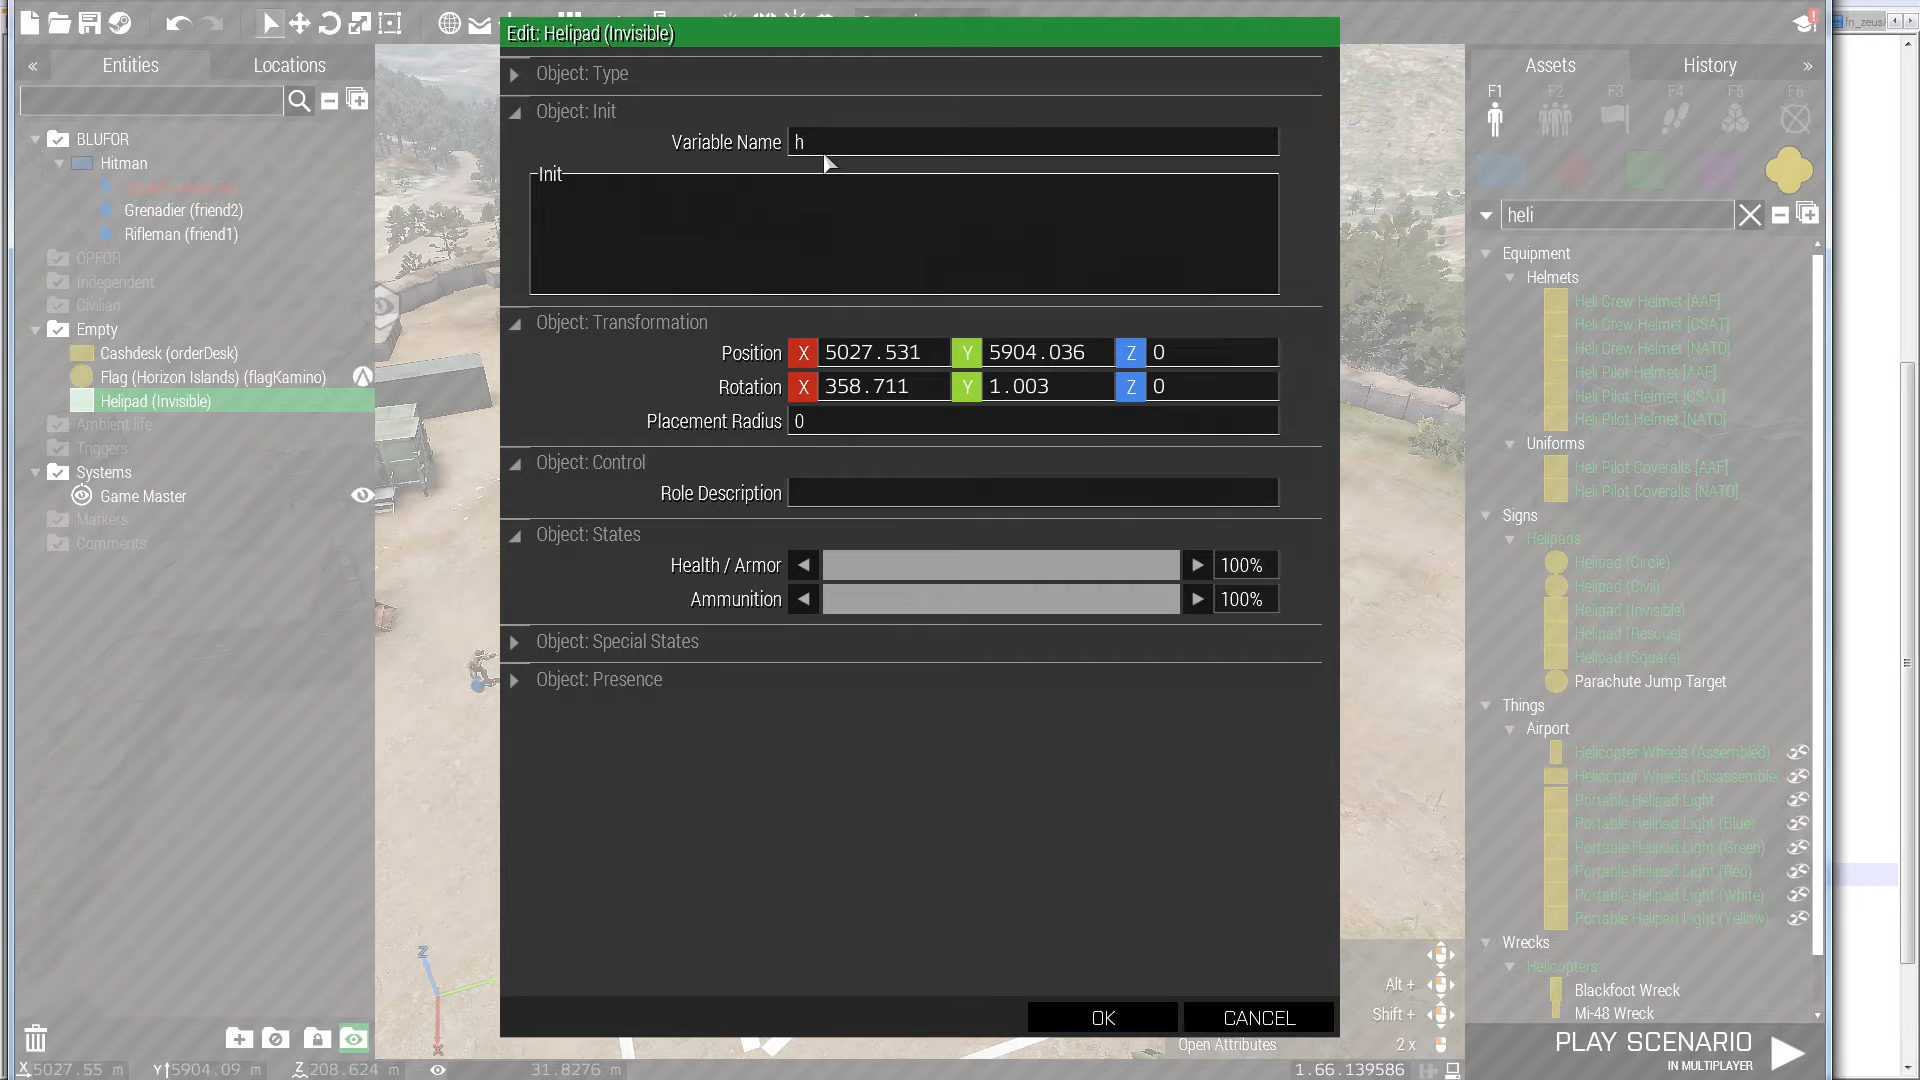 Edit: Helipad (Invisible)
Entities
Locations
BLUFOR
Hitman
Grenadier (friend2)
Rifleman (friend1)
OPFOR
Independent
Civilian
Empty
Cashdesk (orderDesk)
Flag (Horizon Islands) (flagKamino)
Helipad (Invisible)
Ambient life
Triggers
Systems
Game Master
Markers
Comments
Object: Type
Object: Init
Variable Name h
Init
Object: Transformation
Position X 5027.531 Y 5904.036 Z 0
Rotation X 358.711 Y 1.003 Z 0
Placement Radius 0
Object: Control
Role Description
Object: States
Health / Armor 100%
Ammunition 100%
Object: Special States
Object: Presence
OK
CANCEL
Assets
History
F1 F2 F3 F4 F5 F6
heli
Equipment
Helmets
Heli Crew Helmet [AAF]
Heli Crew Helmet [CSAT]
Heli Crew Helmet [NATO]
Heli Pilot Helmet [AAF]
Heli Pilot Helmet [CSAT]
Heli Pilot Helmet [NATO]
Uniforms
Heli Pilot Coveralls [AAF]
Heli Pilot Coveralls [NATO]
Signs
Helipads
Helipad (Circle)
Helipad (Civil)
Helipad (Invisible)
Helipad (Rescue)
Helipad (Square)
Parachute Jump Target
Things
Airport
Helicopter Wheels (Assembled)
Helicopter Wheels (Disassemble
Portable Helipad Light
Portable Helipad Light (Blue)
Portable Helipad Light (Green)
Portable Helipad Light (Red)
Portable Helipad Light (White)
Portable Helipad Light (Yellow)
Wrecks
Helicopters
Blackfoot Wreck
Mi-48 Wreck
PLAY SCENARIO
IN MULTIPLAYER
Alt +
Shift +
Open Attributes 2 x
X 5027.55 m Y 5904.09 m Z 208.624 m 31.8276 m 1.66.139586
Z
X